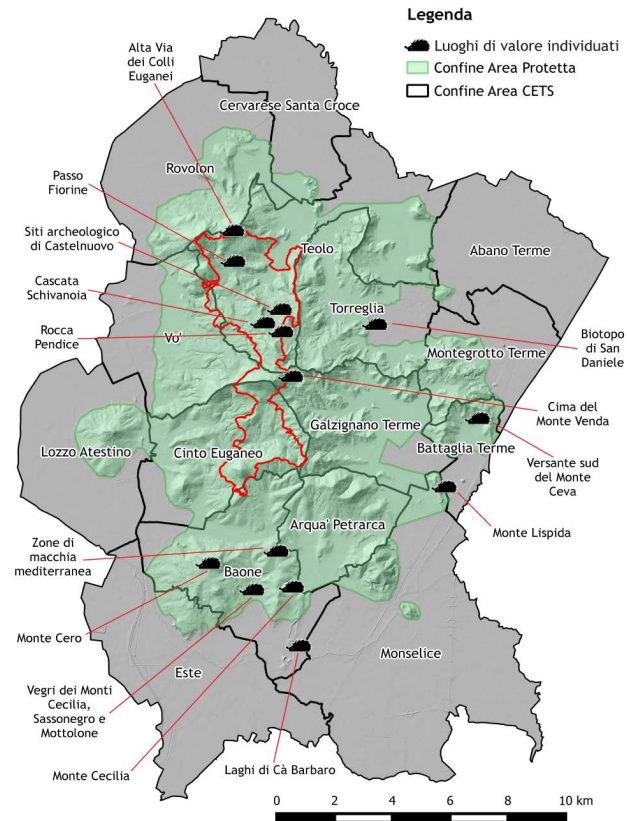 Legenda
Luoghi di valore individuati
Confine Area Protetta
Confine Area CETS
Alta Via
dei Colli
Euganei
Cervarese Santa Croce
Rovolon
Passo
Fiorine
Siti archeologico
di Castelnuovo
Teolo
Abano Terme
Cascata
Schivanoia
Torreglia
Rocca
Pendice
Vo'
Biotopo
di San
Daniele
Montegrotto Terme
Cima del
Monte Venda
Galzignano Terme
Lozzo Atestino
Cinto Euganeo
Battaglia Terme
Versante sud
del Monte
Ceva
Arqua' Petrarca
Monte Lispida
Zone di
macchia
mediterranea
Baone
Monte Cero
Monselice
Este
Vegri dei Monti
Cecilia,
Sassonegro e
Mottolone
Monte Cecilia
Laghi di Cà Barbaro
0 2 4 6 8 10 km